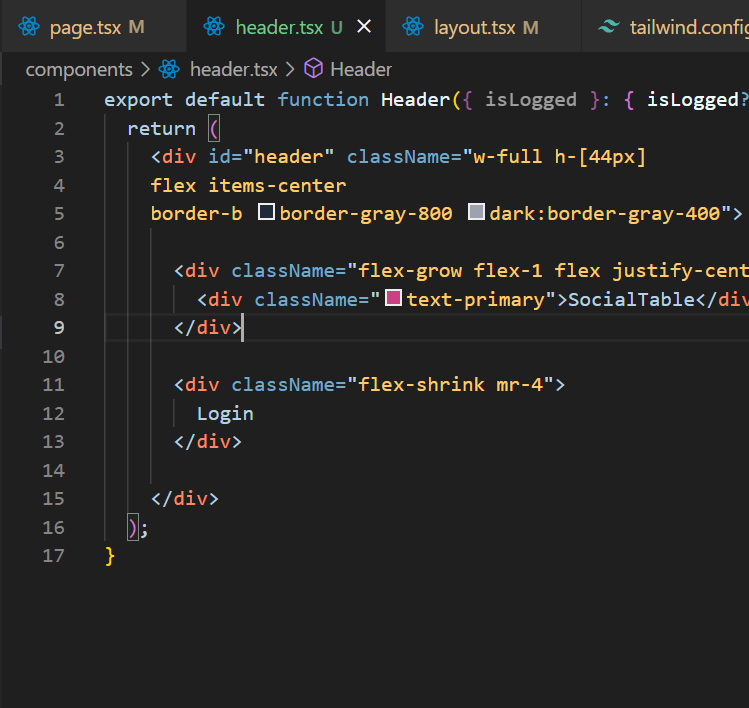 page.tsx M header.tsx U layout.tsx M tailwind.config
components > header.tsx > Header
1 export default function Header({ isLogged }: { isLogged?
2 return (
3 <div id="header" className="w-full h-[44px]
4 flex items-center
5 border-b border-gray-800 dark:border-gray-400">
6
7 <div className="flex-grow flex-1 flex justify-cent
8 <div className="text-primary">SocialTable</div
9 </div>
10
11 <div className="flex-shrink mr-4">
12 Login
13 </div>
14
15 </div>
16 );
17 }